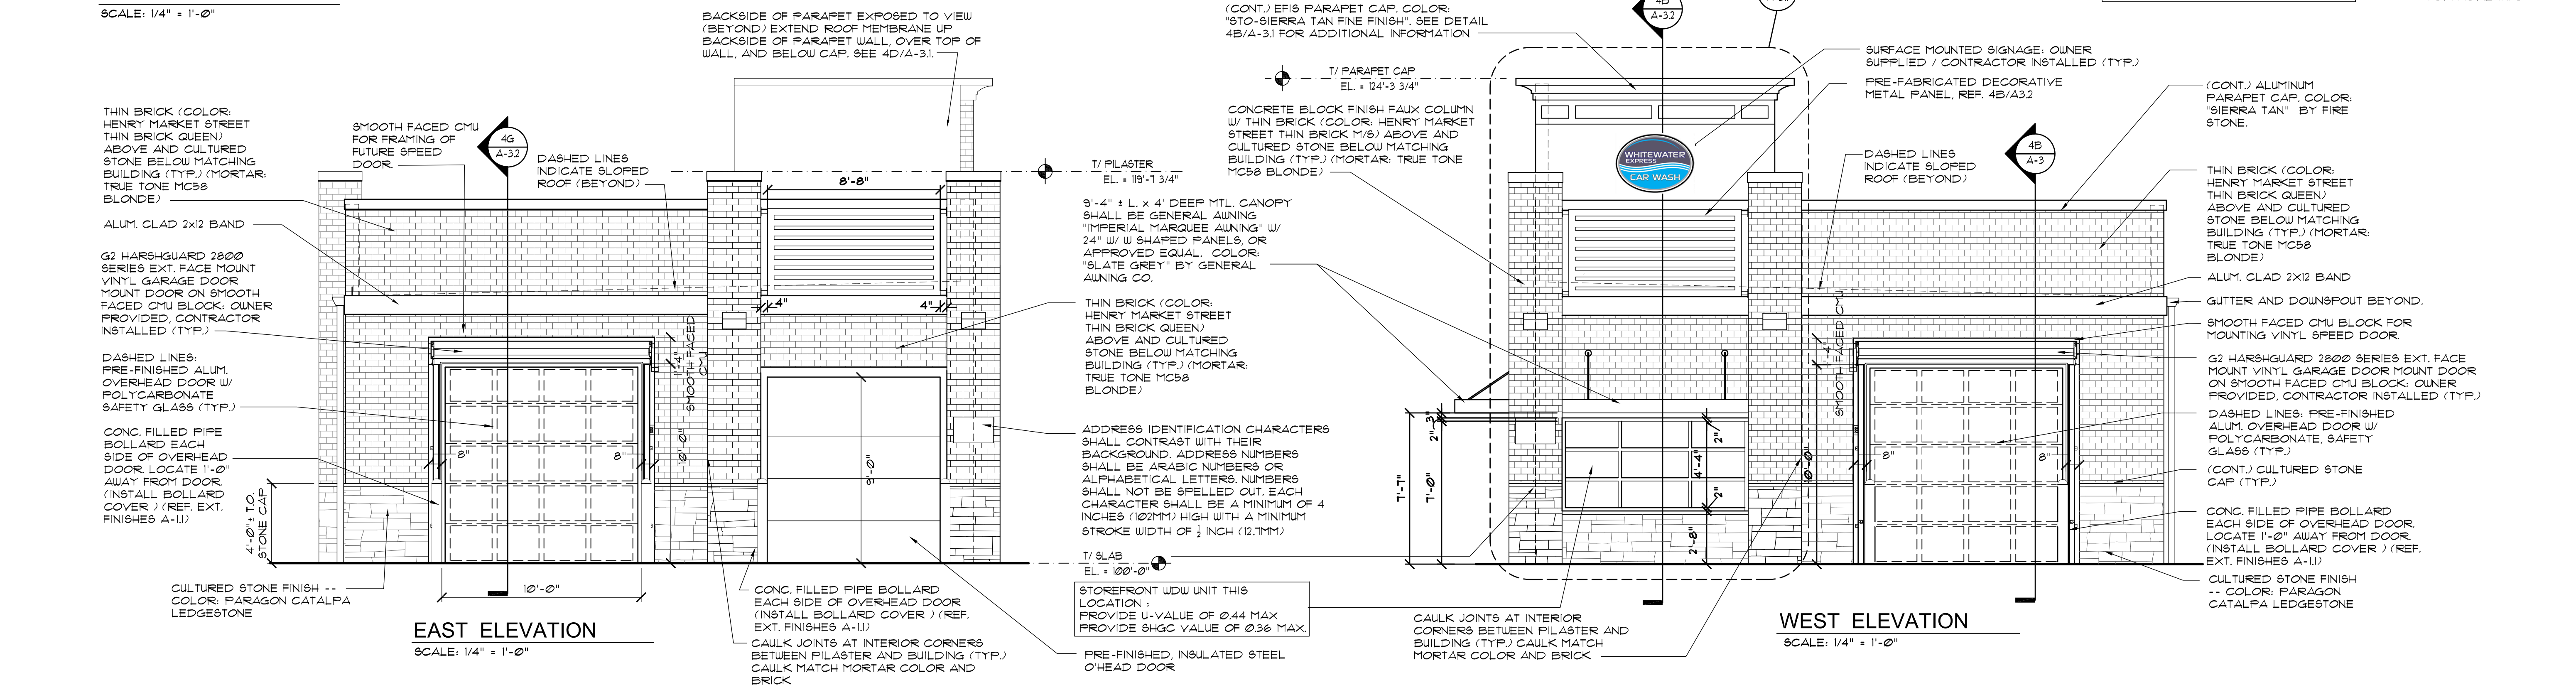 SCALE: 1/4" = 1'-0"
BACKSIDE OF PARAPET EXPOSED TO VIEW
(BEYOND) EXTEND ROOF MEMBRANE UP
BACKSIDE OF PARAPET WALL, OVER TOP OF
WALL, AND BELOW CAP. SEE 4D/A-3.1.
THIN BRICK (COLOR:
HENRY MARKET STREET
THIN BRICK QUEEN)
ABOVE AND CULTURED
STONE BELOW MATCHING
BUILDING (TYP.) (MORTAR:
TRUE TONE MC58
BLONDE)
ALUM. CLAD 2x12 BAND
G2 HARSHGUARD 2800
SERIES EXT. FACE MOUNT
VINYL GARAGE DOOR
MOUNT DOOR ON SMOOTH
FACED CMU BLOCK: OWNER
PROVIDED, CONTRACTOR
INSTALLED (TYP.)
DASHED LINES:
PRE-FINISHED ALUM.
OVERHEAD DOOR W/
POLYCARBONATE
SAFETY GLASS (TYP.)
CONC. FILLED PIPE
BOLLARD EACH
SIDE OF OVERHEAD
DOOR. LOCATE 1'-0"
AWAY FROM DOOR.
(INSTALL BOLLARD
COVER ) (REF. EXT.
FINISHES A-1.1)
4'-0"± T.O.
STONE CAP
CULTURED STONE FINISH --
COLOR: PARAGON CATALPA
LEDGESTONE
SMOOTH FACED CMU
FOR FRAMING OF
FUTURE SPEED
DOOR.
4G
A-3.2
DASHED LINES
INDICATE SLOPED
ROOF (BEYOND)
8'-8"
4"
4"
SMOOTH FACED
CMU
1'-4"
8"
8"
10'-0"
10'-0"
9'-0"
EAST ELEVATION
SCALE: 1/4" = 1'-0"
CONC. FILLED PIPE BOLLARD
EACH SIDE OF OVERHEAD DOOR
(INSTALL BOLLARD COVER ) (REF.
EXT. FINISHES A-1.1)
CAULK JOINTS AT INTERIOR CORNERS
BETWEEN PILASTER AND BUILDING (TYP.)
CAULK MATCH MORTAR COLOR AND
BRICK
T/ PILASTER
EL. = 119'-7 3/4"
9'-4" ± L. x 4' DEEP MTL. CANOPY
SHALL BE GENERAL AWNING
"IMPERIAL MARQUEE AWNING" W/
24" W/ W SHAPED PANELS, OR
APPROVED EQUAL. COLOR:
"SLATE GREY" BY GENERAL
AWNING CO.
THIN BRICK (COLOR:
HENRY MARKET STREET
THIN BRICK QUEEN)
ABOVE AND CULTURED
STONE BELOW MATCHING
BUILDING (TYP.) (MORTAR:
TRUE TONE MC58
BLONDE)
ADDRESS IDENTIFICATION CHARACTERS
SHALL CONTRAST WITH THEIR
BACKGROUND. ADDRESS NUMBERS
SHALL BE ARABIC NUMBERS OR
ALPHABETICAL LETTERS. NUMBERS
SHALL NOT BE SPELLED OUT. EACH
CHARACTER SHALL BE A MINIMUM OF 4
INCHES (102MM) HIGH WITH A MINIMUM
STROKE WIDTH OF ½ INCH (12.7MM)
T/ SLAB
EL. = 100'-0"
STOREFRONT WDW UNIT THIS
LOCATION :
PROVIDE U-VALUE OF 0.44 MAX
PROVIDE SHGC VALUE OF 0.36 MAX.
PRE-FINISHED, INSULATED STEEL
O'HEAD DOOR
(CONT.) EFIS PARAPET CAP. COLOR:
"STO-SIERRA TAN FINE FINISH". SEE DETAIL
4B/A-3.1 FOR ADDITIONAL INFORMATION
T/ PARAPET CAP
EL. = 124'-3 3/4"
CONCRETE BLOCK FINISH FAUX COLUMN
W/ THIN BRICK (COLOR: HENRY MARKET
STREET THIN BRICK M/S) ABOVE AND
CULTURED STONE BELOW MATCHING
BUILDING (TYP.) (MORTAR: TRUE TONE
MC58 BLONDE)
A-3.2
SURFACE MOUNTED SIGNAGE: OWNER
SUPPLIED / CONTRACTOR INSTALLED (TYP.)
PRE-FABRICATED DECORATIVE
METAL PANEL, REF. 4B/A3.2
WHITEWATER
EXPRESS
CAR WASH
DASHED LINES
INDICATE SLOPED
ROOF (BEYOND)
4B
A-3
7'-7"
2"
3"
7'-0"
2"
4'-4"
2"
2'-8"
10'-0"
SMOOTH FACED CMU
1'-4"
8"
8"
CAULK JOINTS AT INTERIOR
CORNERS BETWEEN PILASTER AND
BUILDING (TYP.) CAULK MATCH
MORTAR COLOR AND BRICK
WEST ELEVATION
SCALE: 1/4" = 1'-0"
(CONT.) ALUMINUM
PARAPET CAP. COLOR:
"SIERRA TAN" BY FIRE
STONE.
THIN BRICK (COLOR:
HENRY MARKET STREET
THIN BRICK QUEEN)
ABOVE AND CULTURED
STONE BELOW MATCHING
BUILDING (TYP.) (MORTAR:
TRUE TONE MC58
BLONDE)
ALUM. CLAD 2X12 BAND
GUTTER AND DOWNSPOUT BEYOND.
SMOOTH FACED CMU BLOCK FOR
MOUNTING VINYL SPEED DOOR.
G2 HARSHGUARD 2800 SERIES EXT. FACE
MOUNT VINYL GARAGE DOOR MOUNT DOOR
ON SMOOTH FACED CMU BLOCK: OWNER
PROVIDED, CONTRACTOR INSTALLED (TYP.)
DASHED LINES: PRE-FINISHED
ALUM. OVERHEAD DOOR W/
POLYCARBONATE, SAFETY
GLASS (TYP.)
(CONT.) CULTURED STONE
CAP (TYP.)
CONC. FILLED PIPE BOLLARD
EACH SIDE OF OVERHEAD DOOR.
LOCATE 1'-0" AWAY FROM DOOR.
(INSTALL BOLLARD COVER ) (REF.
EXT. FINISHES A-1.1)
CULTURED STONE FINISH
-- COLOR: PARAGON
CATALPA LEDGESTONE